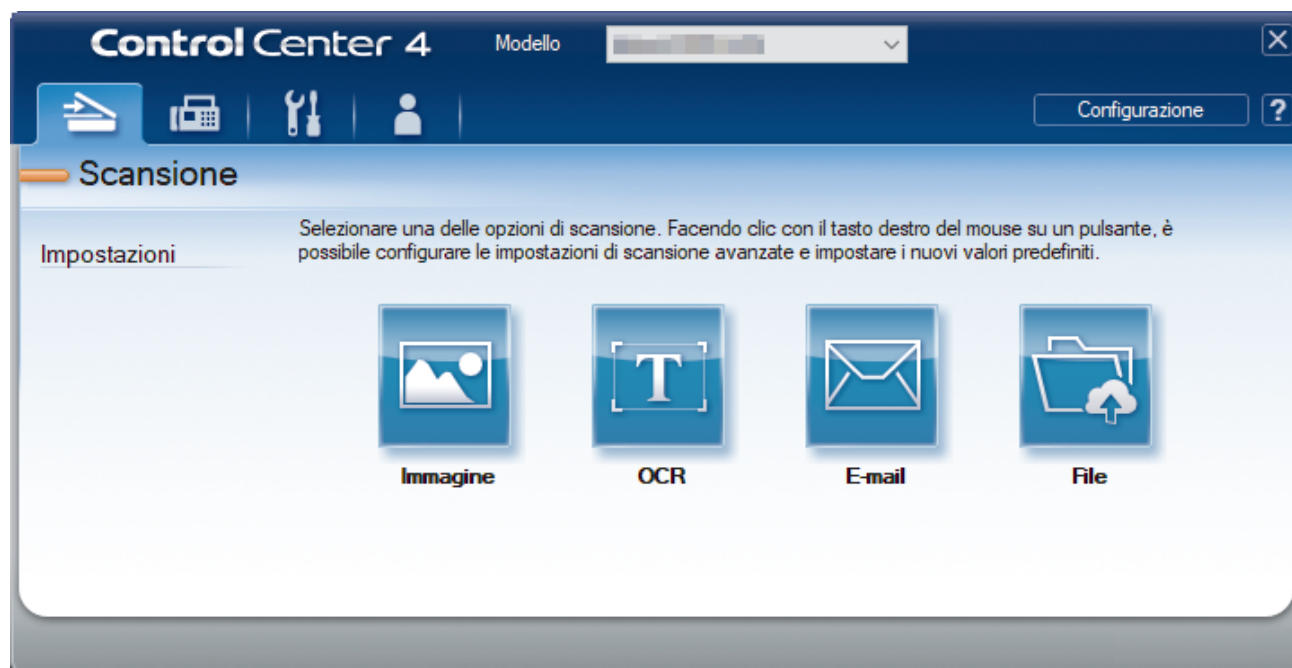 Control Center 4
Modello
Configurazione
?
Scansione
Impostazioni
Selezionare una delle opzioni di scansione. Facendo clic con il tasto destro del mouse su un pulsante, è
possibile configurare le impostazioni di scansione avanzate e impostare i nuovi valori predefiniti.
T
Immagine
OCR
E-mail
File